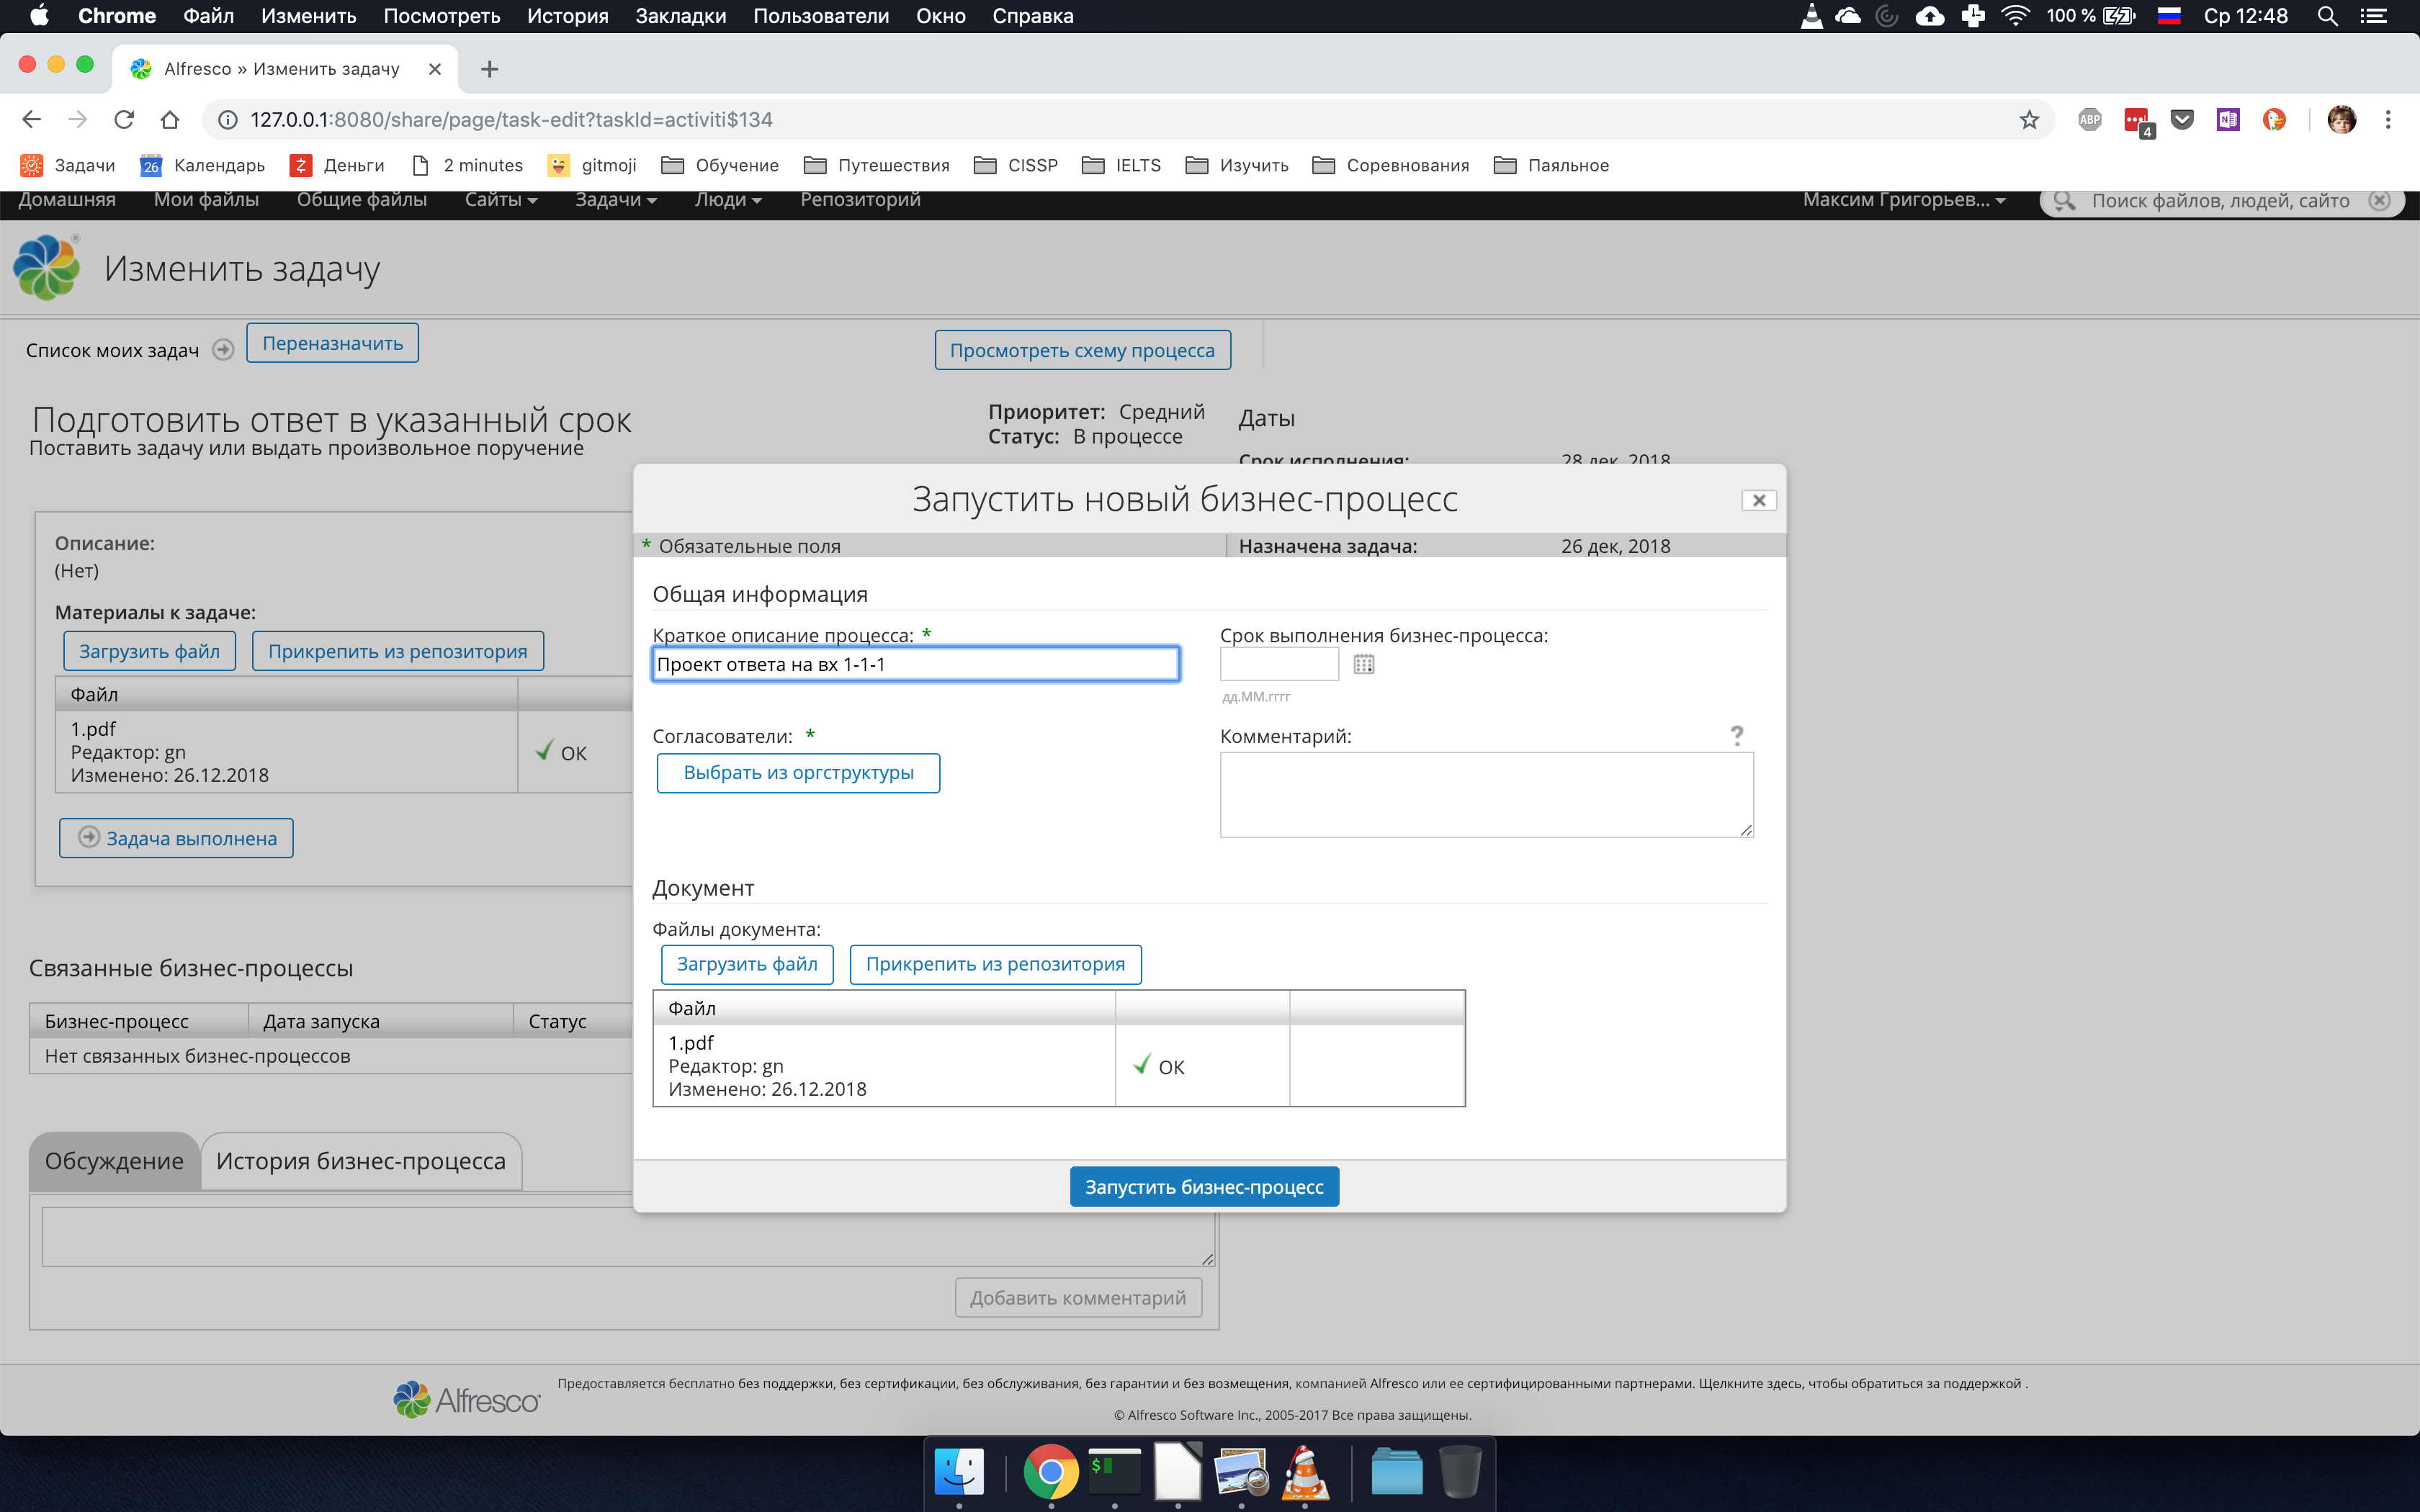 Chrome Файл Изменить Посмотреть История Закладки Пользователи Окно Справка 100 % Ср 12:48
Alfresco » Изменить задачу
127.0.0.1:8080/share/page/task-edit?taskId=activiti$134
ABP 4 N
26 Задачи Календарь Деньги 2 minutes gitmoji Обучение Путешествия CISSP IELTS Изучить Соревнования Паяльное
Домашняя Мои файлы Общие файлы Сайты Задачи Люди Репозиторий Максим Григорьев... Поиск файлов, людей, сайто
Изменить задачу
Список моих задач Переназначить Просмотреть схему процесса
Подготовить ответ в указанный срок
Поставить задачу или выдать произвольное поручение
Приоритет: Средний
Статус: В процессе
Даты
Срок исполнения: 28 дек, 2018
Запустить новый бизнес-процесс
* Обязательные поля
Назначена задача: 26 дек, 2018
Описание:
(Нет)
Материалы к задаче:
Загрузить файл Прикрепить из репозитория
Файл
1.pdf
Редактор: gn
Изменено: 26.12.2018
ОК
Задача выполнена
Общая информация
Краткое описание процесса: *
Проект ответа на вх 1-1-1
Срок выполнения бизнес-процесса:
дд.ММ.гггг
Согласователи: *
Выбрать из оргструктуры
Комментарий: ?
Документ
Файлы документа:
Загрузить файл Прикрепить из репозитория
Файл
1.pdf
Редактор: gn
Изменено: 26.12.2018
ОК
Запустить бизнес-процесс
Связанные бизнес-процессы
Бизнес-процесс Дата запуска Статус
Нет связанных бизнес-процессов
Обсуждение История бизнес-процесса
Добавить комментарий
Alfresco
Предоставляется бесплатно без поддержки, без сертификации, без обслуживания, без гарантии и без возмещения, компанией Alfresco или ее сертифицированными партнерами. Щелкните здесь, чтобы обратиться за поддержкой .
© Alfresco Software Inc., 2005-2017 Все права защищены.
$